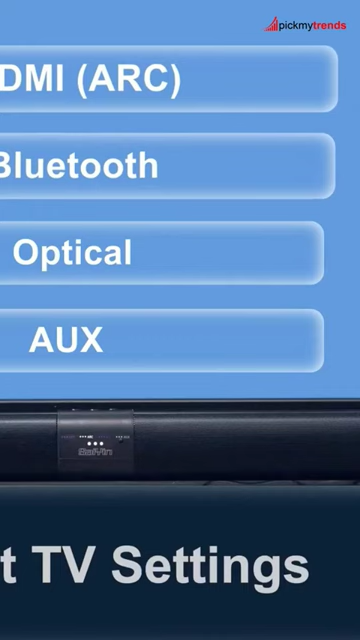 pickmytrends
DMI (ARC)
Bluetooth
Optical
AUX
t TV Settings